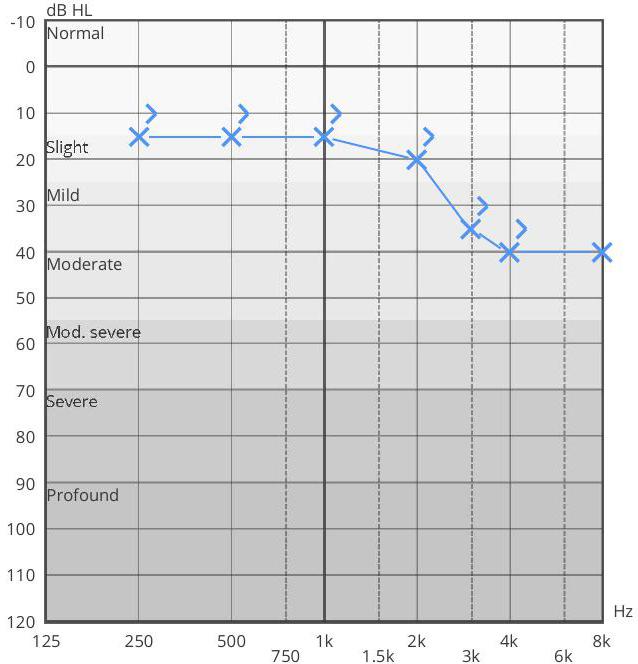 dB HL
-10
Normal
0
10
Slight
20
Mild
30
40
Moderate
50
Mod. severe
60
70
Severe
80
90
Profound
100
110
120
Hz
125 250 500 1k 2k 4k 8k
750 1.5k 3k 6k